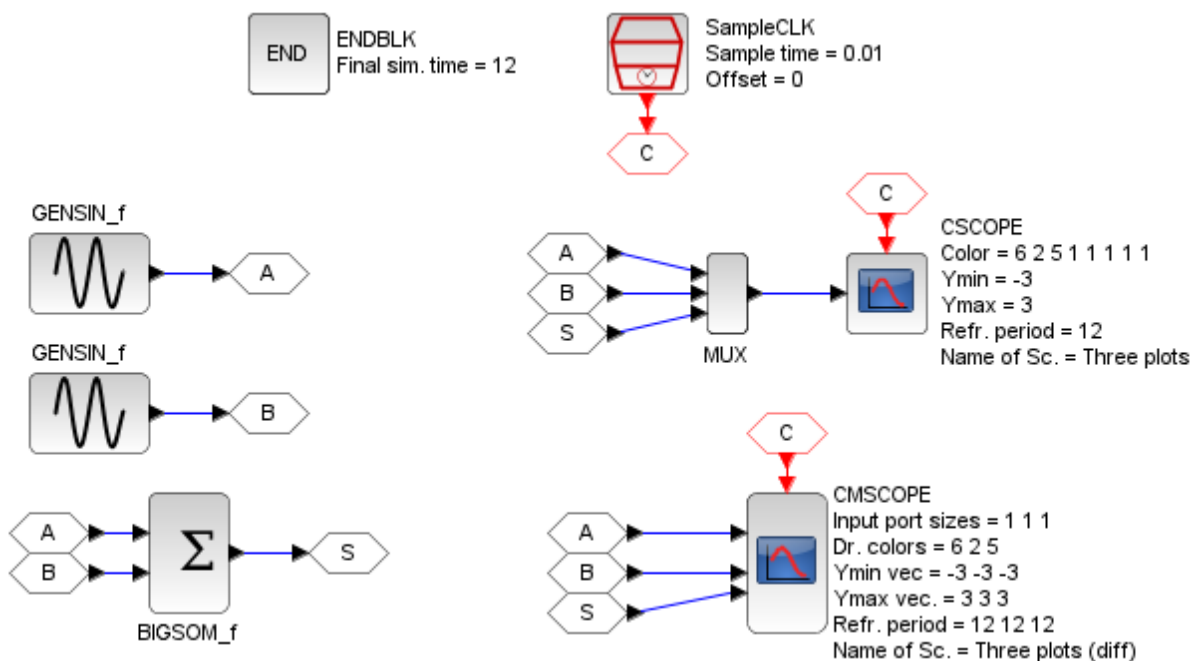 END
ENDBLK
Final sim. time = 12
SampleCLK
Sample time = 0.01
Offset = 0
C
GENSIN_f
A
GENSIN_f
B
A
B
Σ
S
BIGSOM_f
A
B
S
MUX
C
CSCOPE
Color = 6 2 5 1 1 1 1 1
Ymin = -3
Ymax = 3
Refr. period = 12
Name of Sc. = Three plots
A
B
S
C
CMSCOPE
Input port sizes = 1 1 1
Dr. colors = 6 2 5
Ymin vec = -3 -3 -3
Ymax vec. = 3 3 3
Refr. period = 12 12 12
Name of Sc. = Three plots (diff)